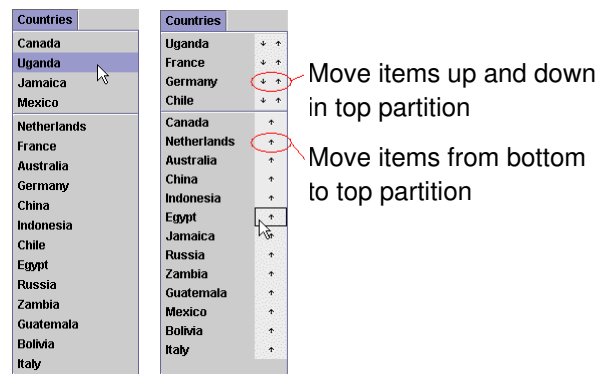 Countries
Canada
Uganda
Jamaica
Mexico
Netherlands
France
Australia
Germany
China
Indonesia
Chile
Egypt
Russia
Zambia
Guatemala
Bolivia
Italy
Countries
Uganda
France
Germany
Chile
Canada
Netherlands
Australia
China
Indonesia
Egypt
Jamaica
Russia
Zambia
Guatemala
Mexico
Bolivia
Italy
Move items up and down
in top partition
Move items from bottom
to top partition